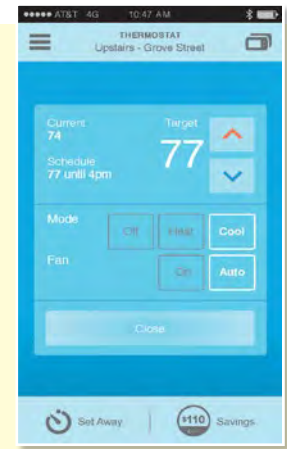 AT&T 4G 10:47 AM
THERMOSTAT
Upstairs - Grove Street
Current
74
Target
77
Schedule
77 until 4pm
Mode
Off Heat Cool
Fan
On Auto
Close
Set Away $110 Savings